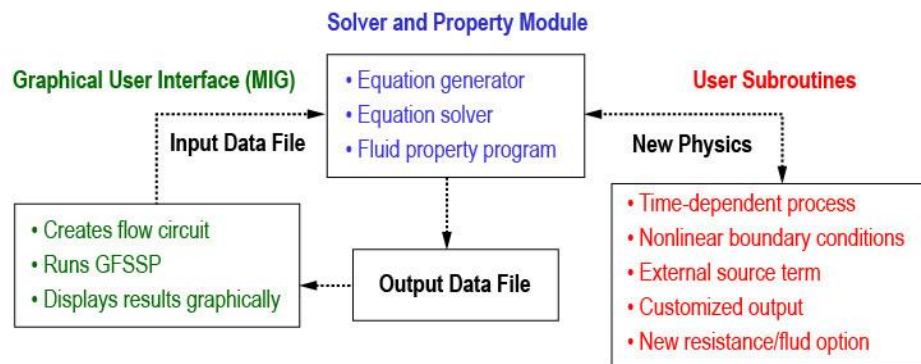 Solver and Property Module
Graphical User Interface (MIG)
• Equation generator
• Equation solver
• Fluid property program
User Subroutines
Input Data File
New Physics
• Creates flow circuit
• Runs GFSSP
• Displays results graphically
Output Data File
• Time-dependent process
• Nonlinear boundary conditions
• External source term
• Customized output
• New resistance/flud option